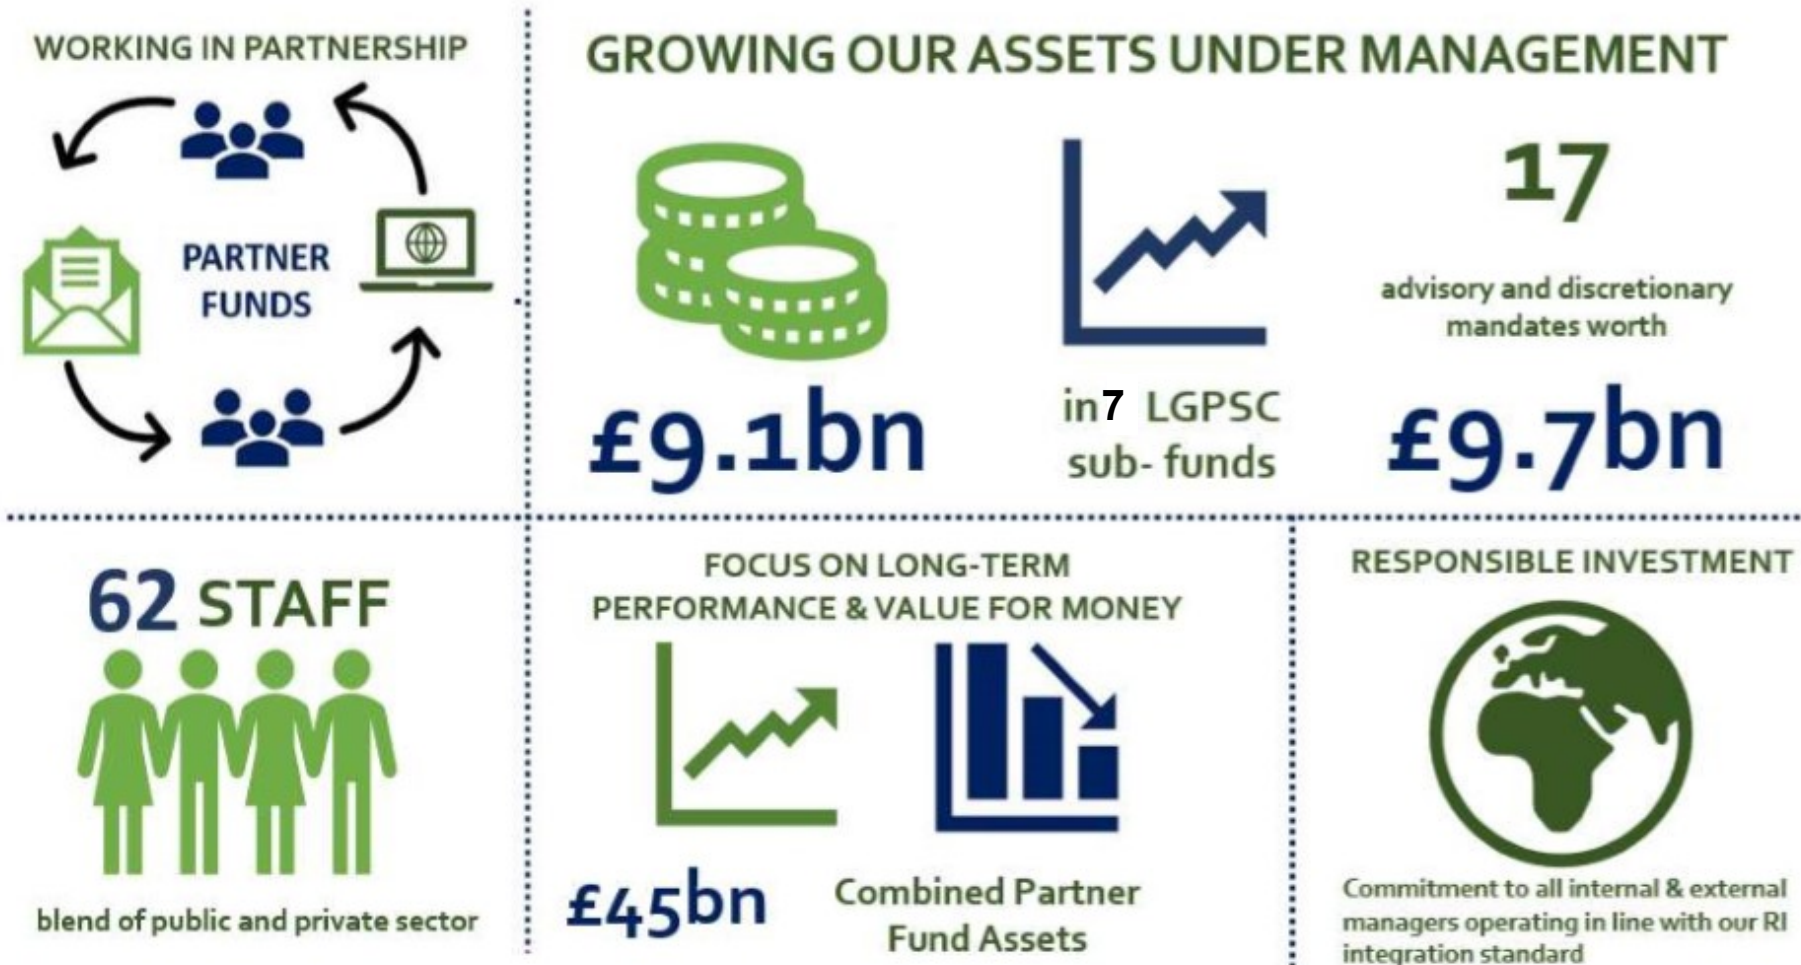 WORKING IN PARTNERSHIP
PARTNER
FUNDS
GROWING OUR ASSETS UNDER MANAGEMENT
£9.1bn
in 7 LGPSC
sub- funds
17
advisory and discretionary
mandates worth
£9.7bn
62 STAFF
blend of public and private sector
FOCUS ON LONG-TERM
PERFORMANCE & VALUE FOR MONEY
£45bn
Combined Partner
Fund Assets
RESPONSIBLE INVESTMENT
Commitment to all internal & external
managers operating in line with our RI
integration standard